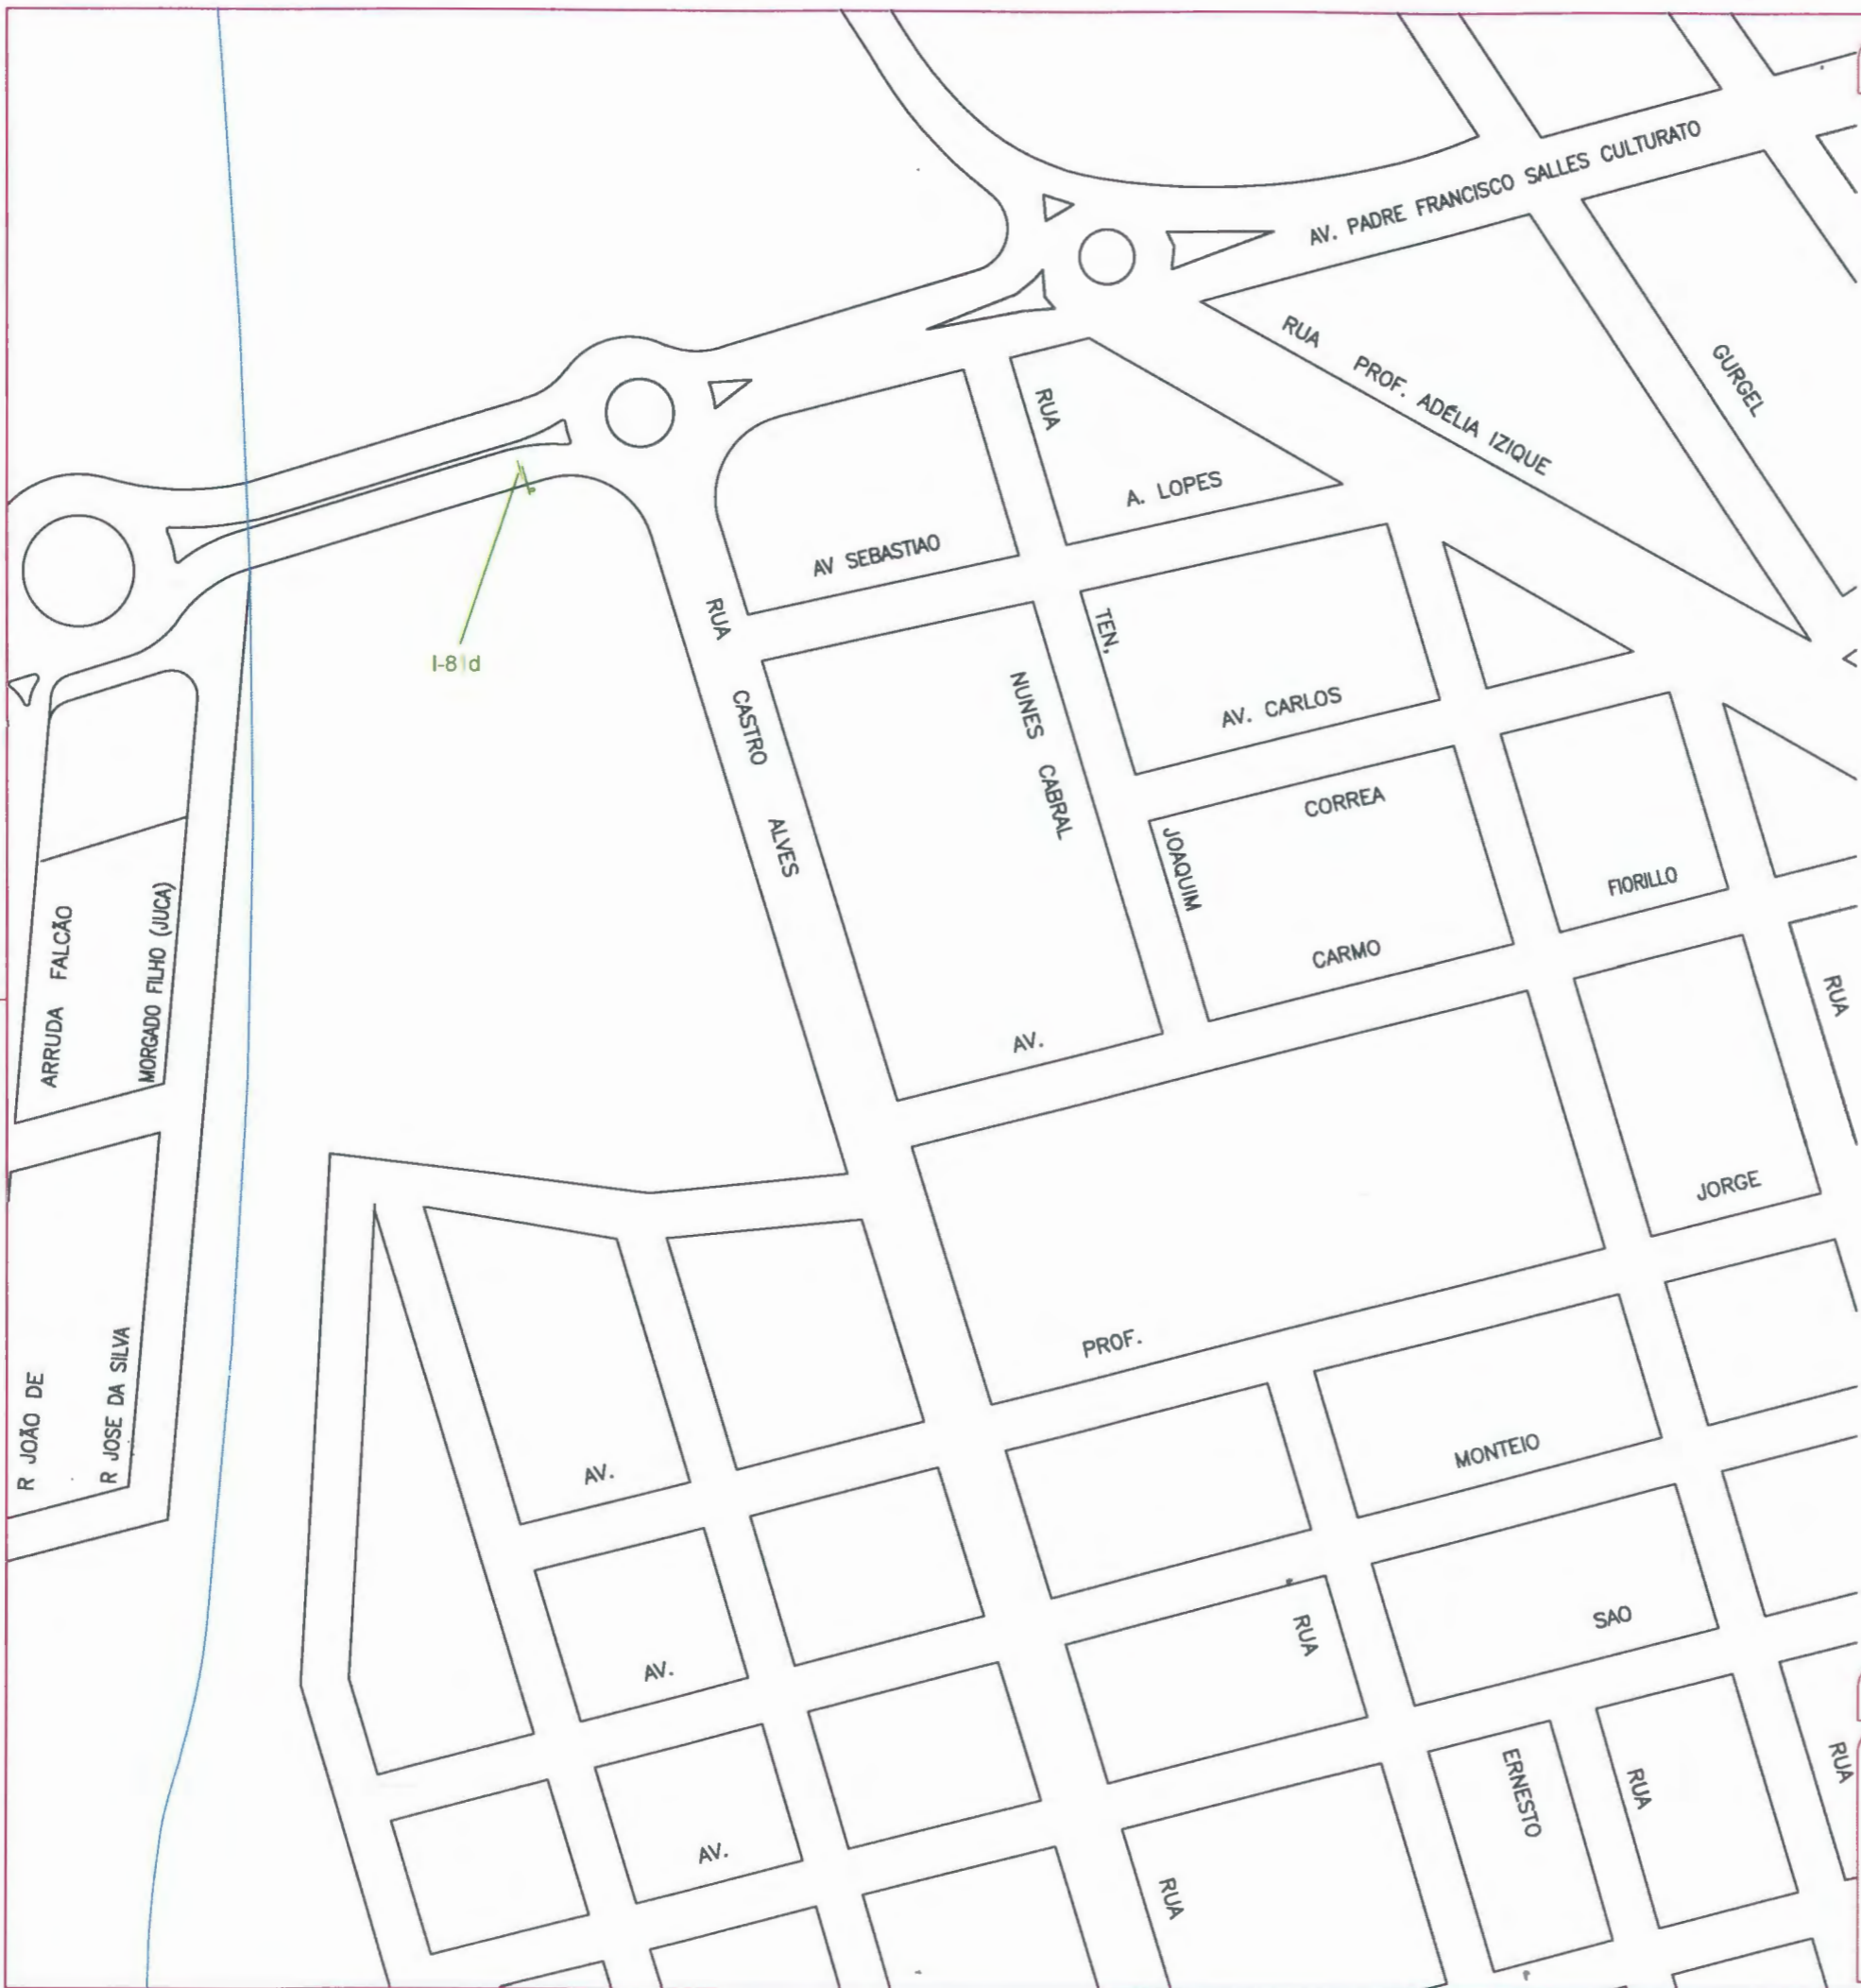 AV. PADRE FRANCISCO SALLES CULTURATO
RUA PROF. ADÉLIA IZIQUE
GURGEL
RUA
A. LOPES
AV SEBASTIAO
I-81d
RUA CASTRO ALVES
TEN,
NUNES CABRAL
AV. CARLOS
CORREA
JOAQUIM
FIORILLO
CARMO
ARRUDA FALCÃO
MORGADO FILHO (JUCA)
RUA
AV.
JORGE
PROF.
R JOÃO DE
R JOSE DA SILVA
MONTEIO
AV.
SAO
RUA
AV.
RUA
ERNESTO
RUA
AV.
RUA